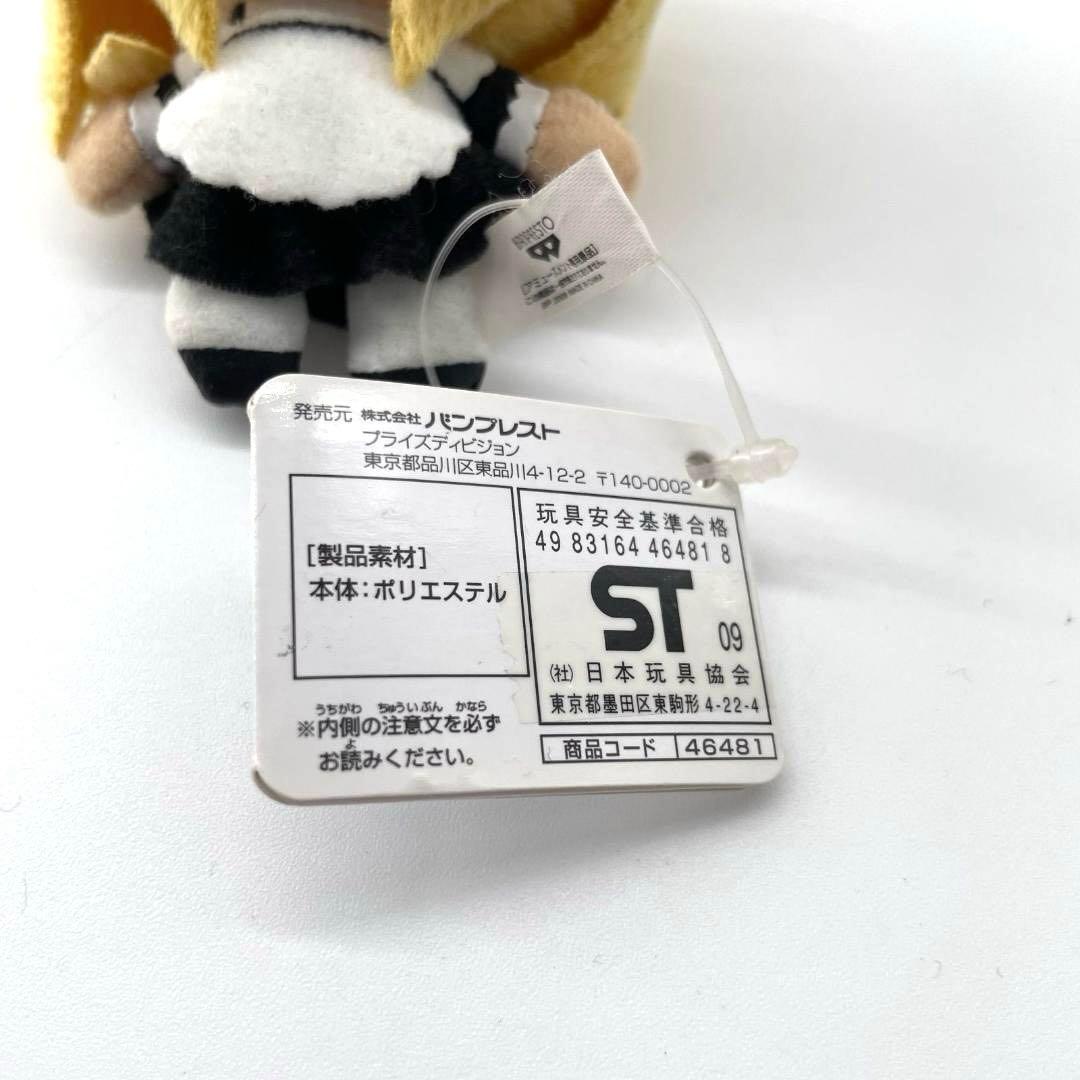 BANPRESTO
発売元 株式会社 バンプレスト
プライズディビジョン
東京都品川区東品川4-12-2 〒140-0002
[製品素材]
本体:ポリエステル
玩具安全基準合格
49 83164 46481 8
ST 09
(社)日本玩具協会
東京都墨田区東駒形 4-22-4
うちがわ ちゅういぶん かなら
※内側の注意文を必ず
よ
お読みください。
商品コード 46481